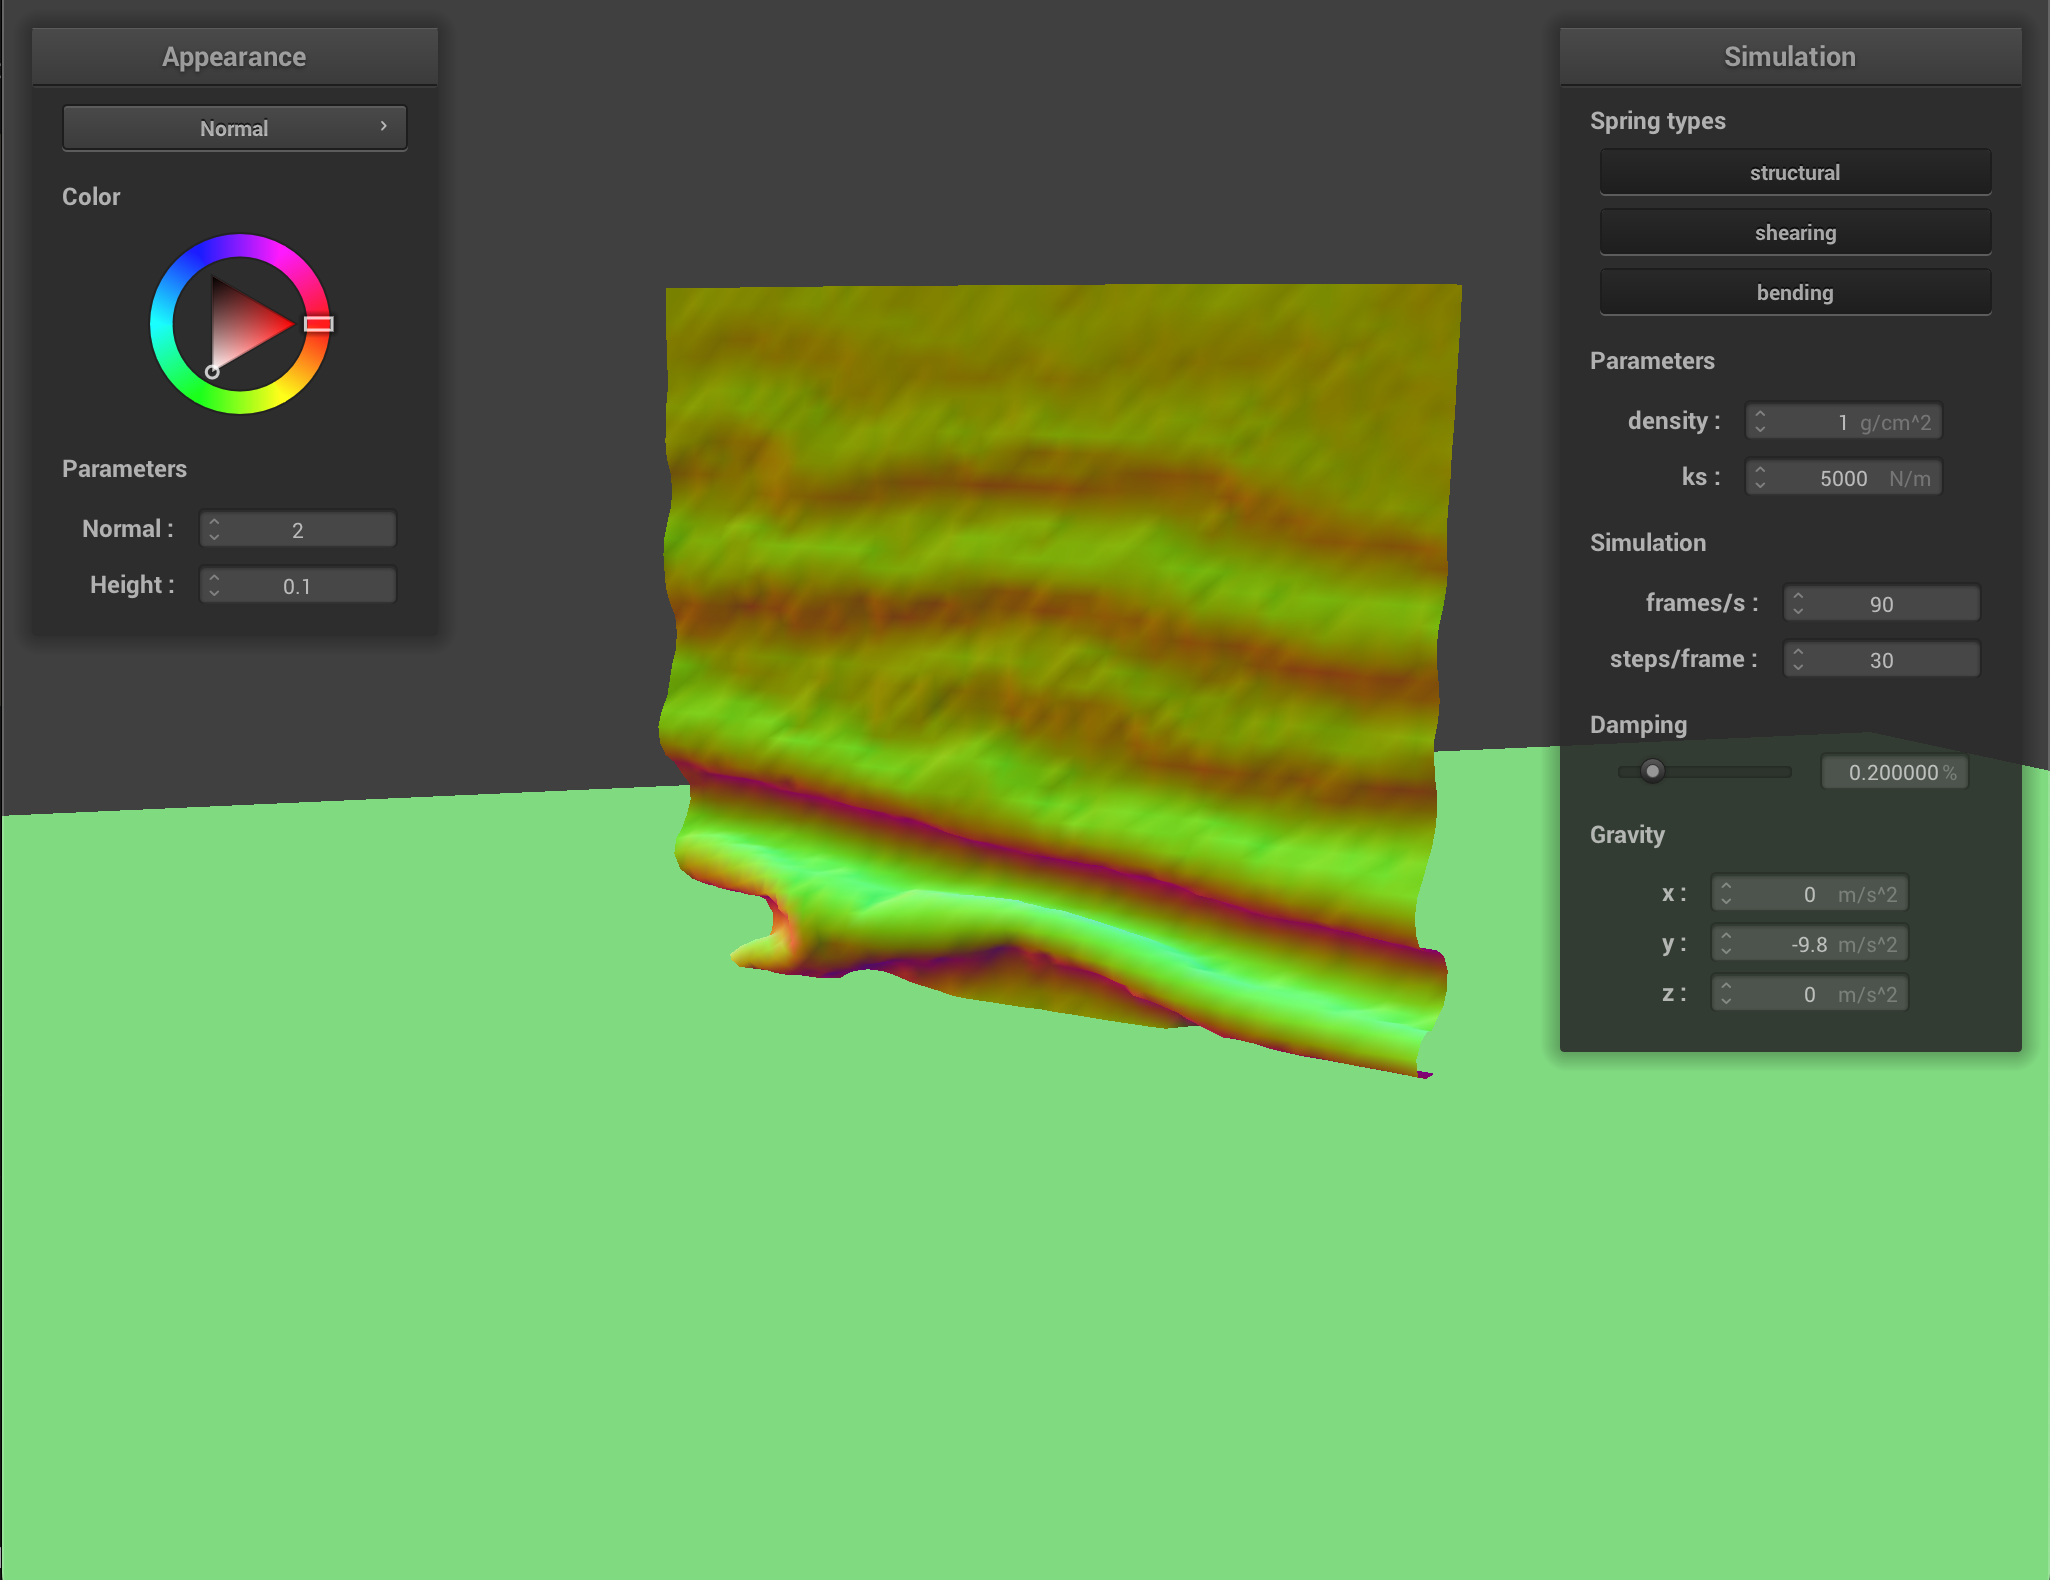 Appearance
Normal
Color
Parameters
Normal : 2
Height : 0.1
Simulation
Spring types
structural
shearing
bending
Parameters
density : 1 g/cm^2
ks : 5000 N/m
Simulation
frames/s : 90
steps/frame : 30
Damping
0.200000 %
Gravity
x : 0 m/s^2
y : -9.8 m/s^2
z : 0 m/s^2